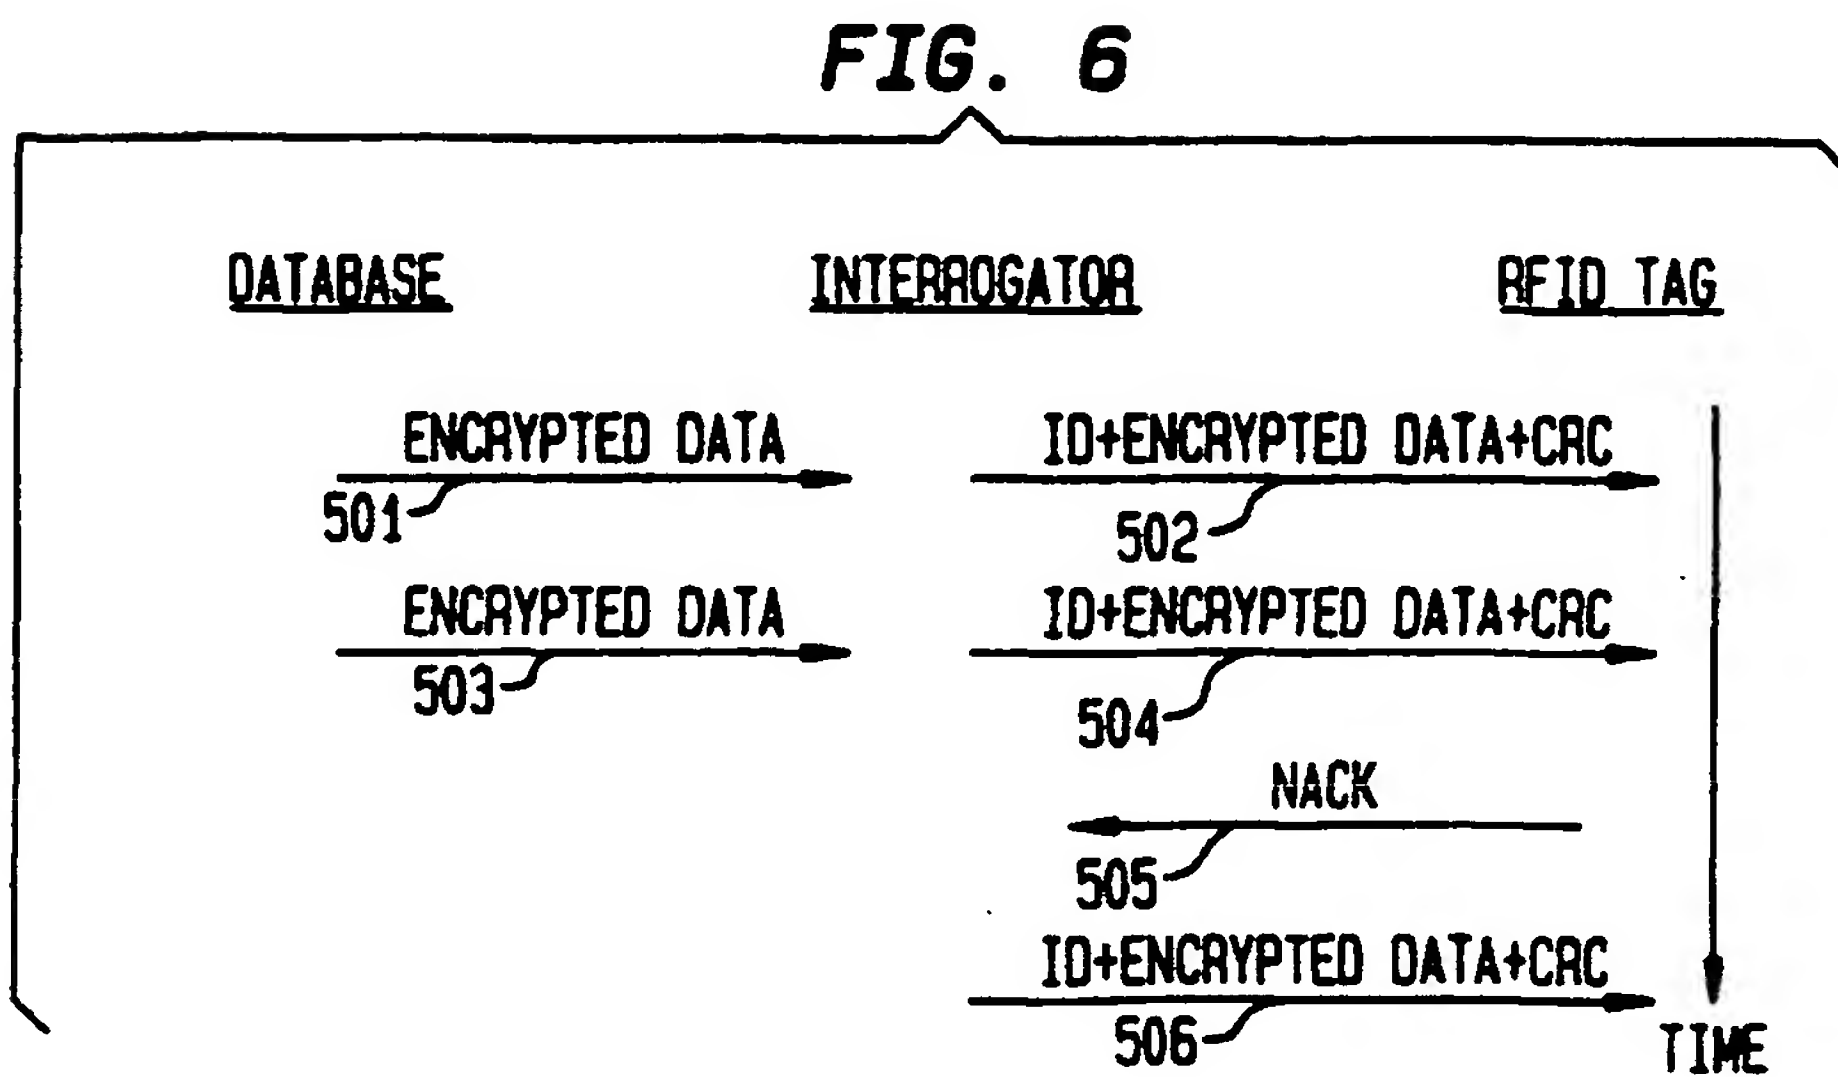 FIG. 6
DATABASE INTERROGATOR RFID TAG
ENCRYPTED DATA ID+ENCRYPTED DATA+CRC
501 502
ENCRYPTED DATA ID+ENCRYPTED DATA+CRC
503 504
NACK
505
ID+ENCRYPTED DATA+CRC
506
TIME